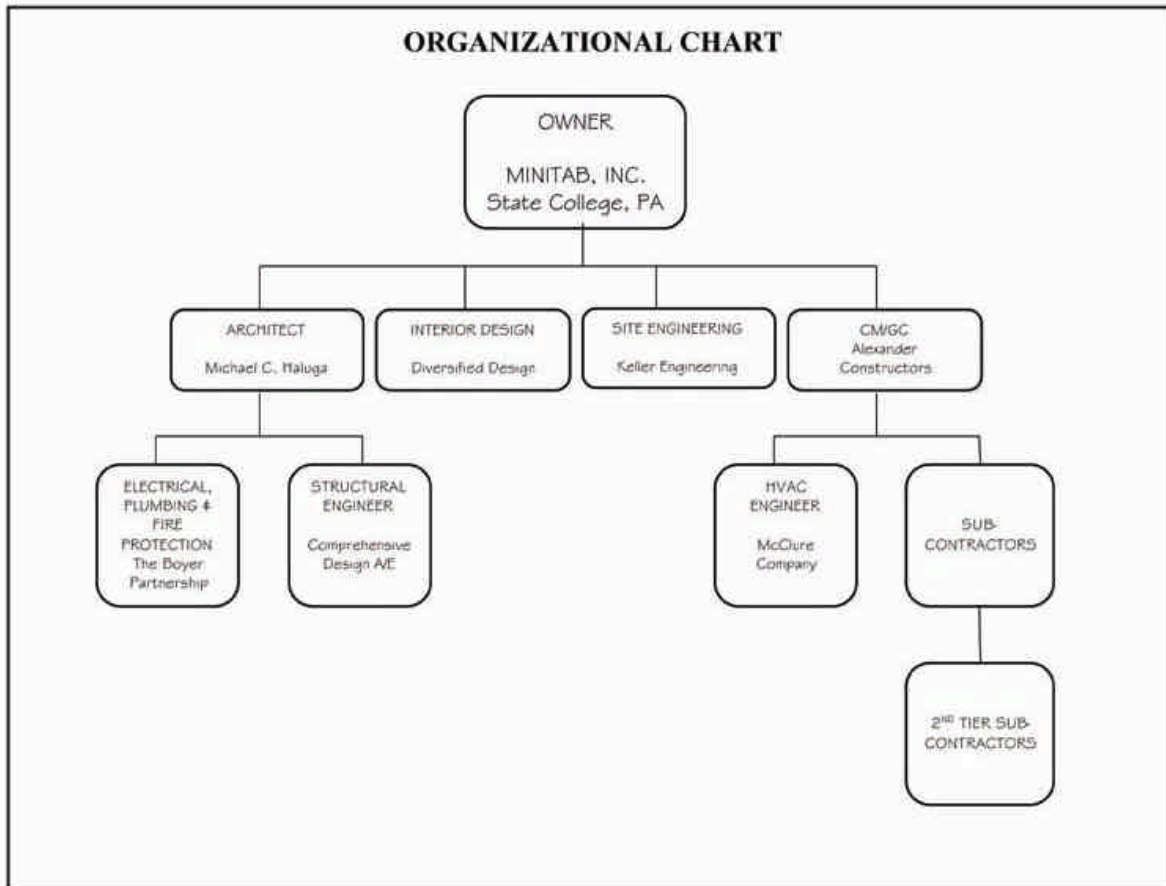 ORGANIZATIONAL CHART
OWNER
MINITAB, INC.
State College, PA
ARCHITECT
Michael C. Haluga
INTERIOR DESIGN
Diversified Design
SITE ENGINEERING
Keller Engineering
CM/GC
Alexander
Constructors
ELECTRICAL,
PLUMBING &
FIRE
PROTECTION
The Boyer
Partnership
STRUCTURAL
ENGINEER
Comprehensive
Design A/E
HVAC
ENGINEER
McClure
Company
SUB-
CONTRACTORS
2ND TIER SUB-
CONTRACTORS